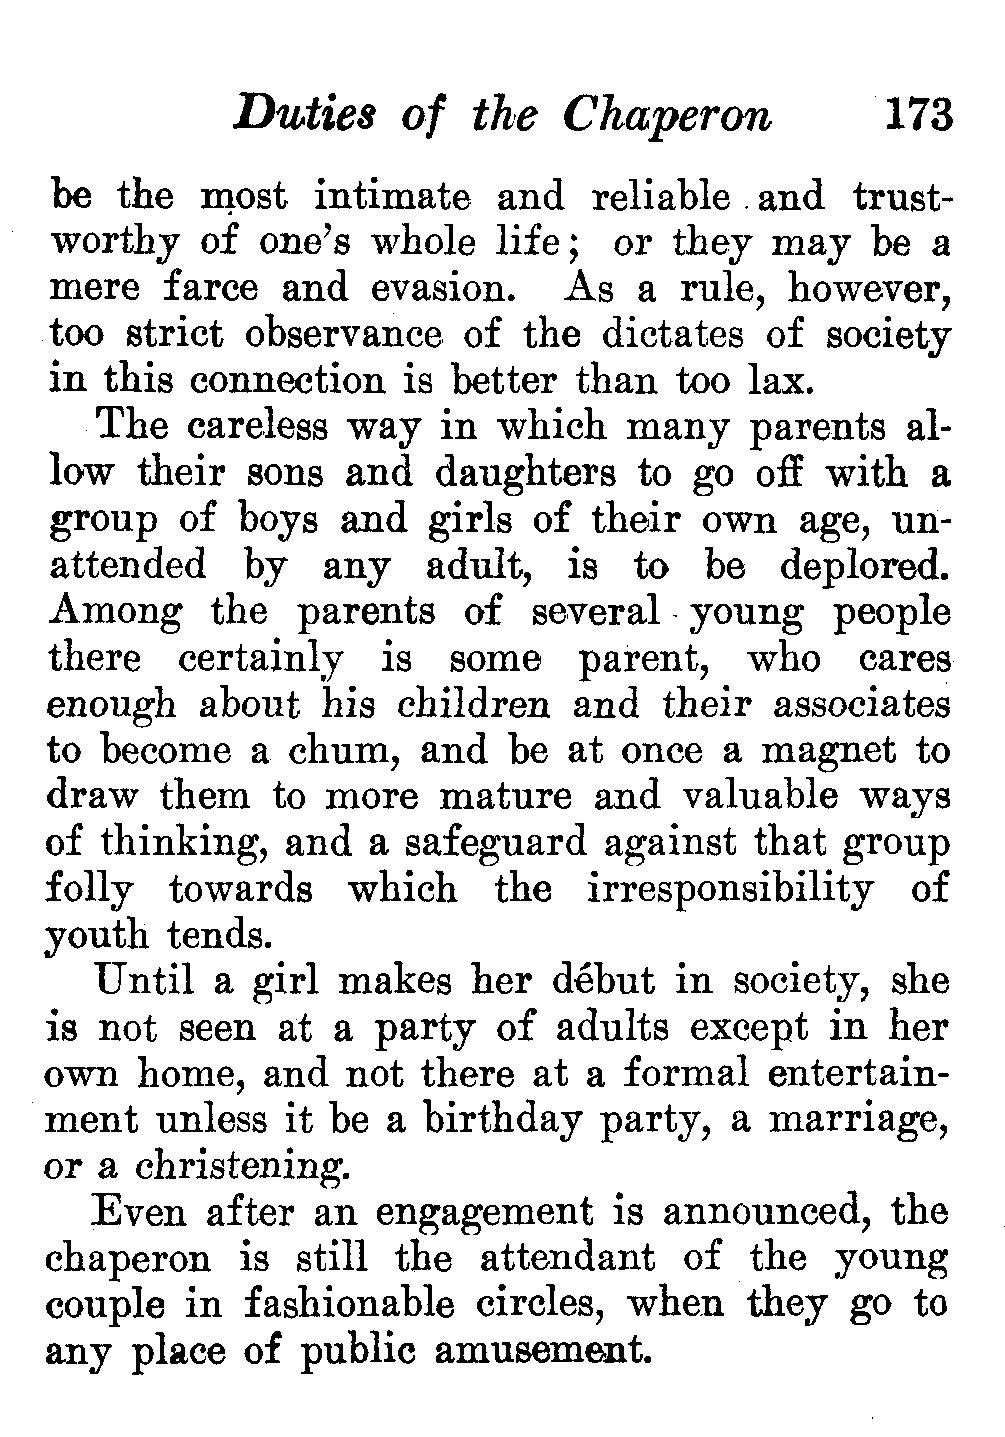 Duties of the Chaperon 173
be the most intimate and reliable and trust-
worthy of one's whole life; or they may be a
mere farce and evasion. As a rule, however,
too strict observance of the dictates of society
in this connection is better than too lax.
The careless way in which many parents al-
low their sons and daughters to go off with a
group of boys and girls of their own age, un-
attended by any adult, is to be deplored.
Among the parents of several young people
there certainly is some parent, who cares
enough about his children and their associates
to become a chum, and be at once a magnet to
draw them to more mature and valuable ways
of thinking, and a safeguard against that group
folly towards which the irresponsibility of
youth tends.
Until a girl makes her début in society, she
is not seen at a party of adults except in her
own home, and not there at a formal entertain-
ment unless it be a birthday party, a marriage,
or a christening.
Even after an engagement is announced, the
chaperon is still the attendant of the young
couple in fashionable circles, when they go to
any place of public amusement.